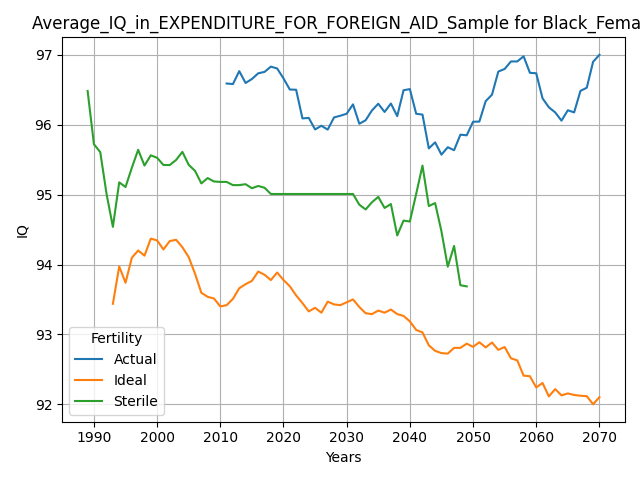 Average_IQ_in_EXPENDITURE_FOR_FOREIGN_AID_Sample for Black_Fema
97
96
95
94
93
92
IQ
Fertility
Actual
Ideal
Sterile
1990 2000 2010 2020 2030 2040 2050 2060 2070
Years